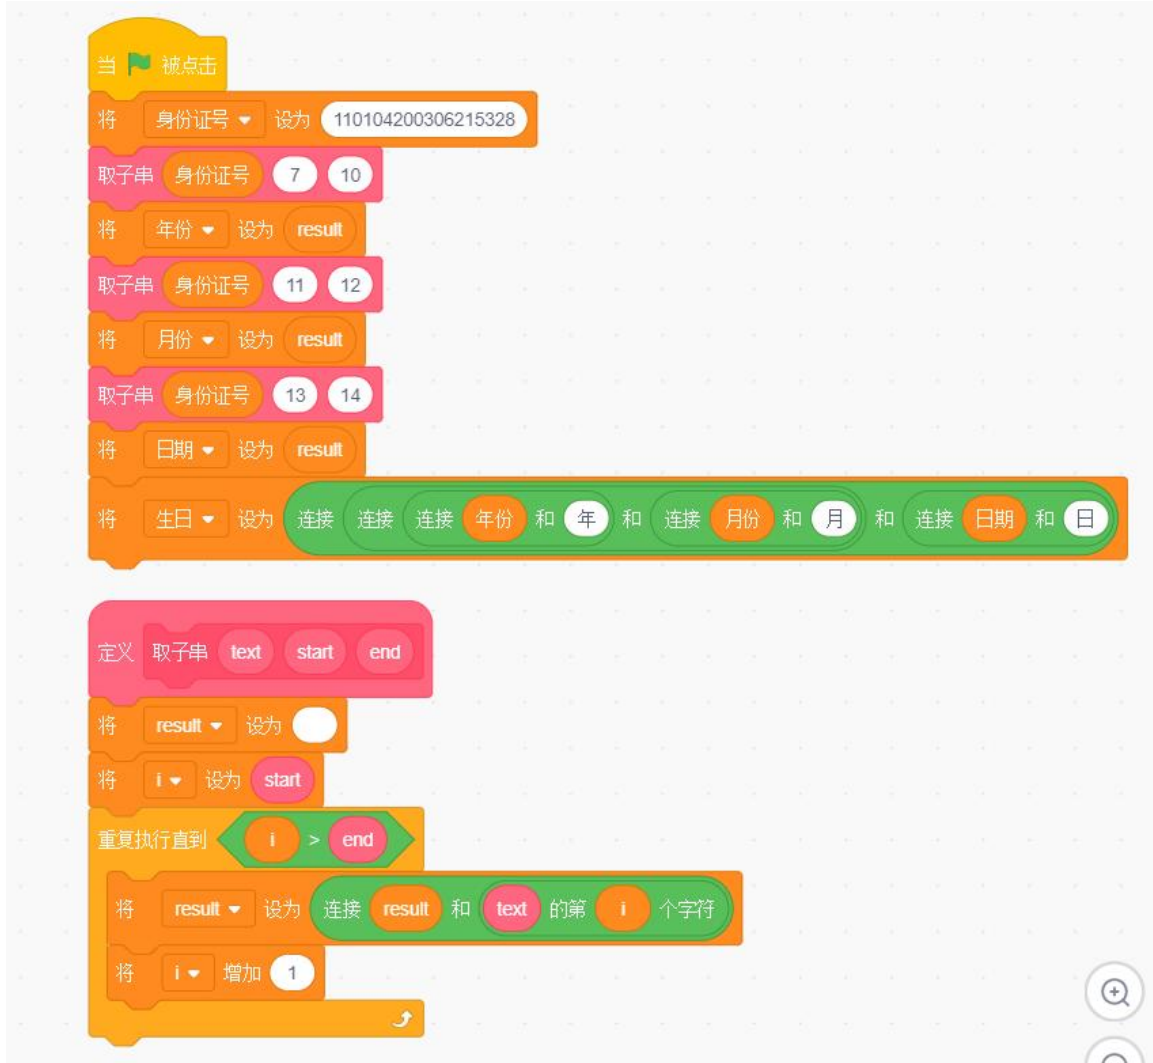 当 被点击
将 身份证号 设为 110104200306215328
取子串 身份证号 7 10
将 年份 设为 result
取子串 身份证号 11 12
将 月份 设为 result
取子串 身份证号 13 14
将 日期 设为 result
将 生日 设为 连接 连接 连接 年份 和 年 和 连接 月份 和 月 和 连接 日期 和 日
定义 取子串 text start end
将 result 设为
将 i 设为 start
重复执行直到 i > end
将 result 设为 连接 result 和 text 的第 i 个字符
将 i 增加 1